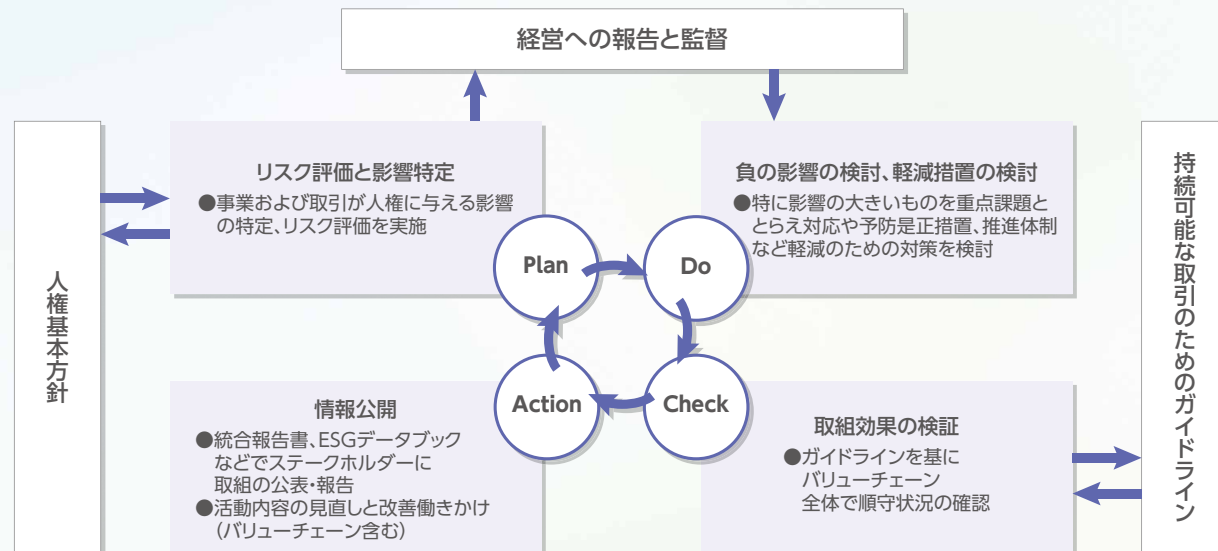 経営への報告と監督
人権基本方針
リスク評価と影響特定
●事業および取引が人権に与える影響
の特定、リスク評価を実施
負の影響の検討、軽減措置の検討
●特に影響の大きいものを重点課題と
とらえ対応や予防是正措置、推進体制
など軽減のための対策を検討
Plan
Do
Action
Check
情報公開
●統合報告書、ESGデータブック
などでステークホルダーに
取組の公表・報告
●活動内容の見直しと改善働きかけ
（バリューチェーン含む）
取組効果の検証
●ガイドラインを基に
バリューチェーン
全体で順守状況の確認
持続可能な取引のためのガイドライン